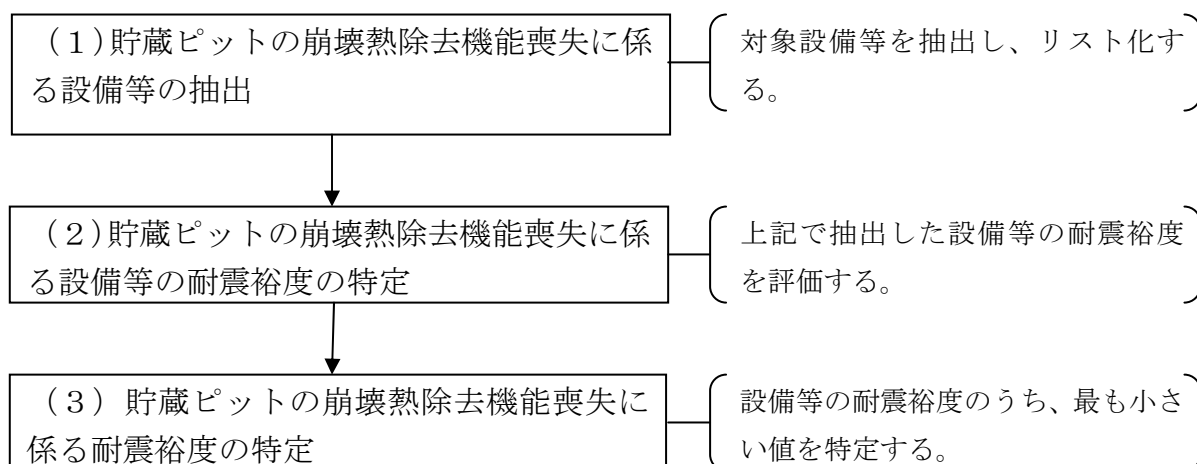 （１）貯蔵ピットの崩壊熱除去機能喪失に係
る設備等の抽出
対象設備等を抽出し、リスト化す
る。
（２）貯蔵ピットの崩壊熱除去機能喪失に係
る設備等の耐震裕度の特定
上記で抽出した設備等の耐震裕度
を評価する。
（３）貯蔵ピットの崩壊熱除去機能喪失に
係る耐震裕度の特定
設備等の耐震裕度のうち、最も小さ
い値を特定する。